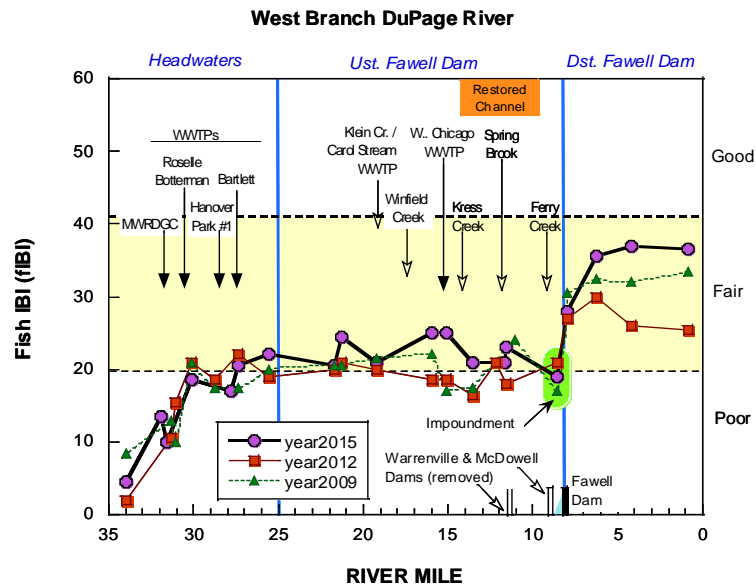 West Branch DuPage River
Headwaters
Ust. Fawell Dam
Dst. Fawell Dam
Restored
Channel
WWTPs
Klein Cr. /
Carol Stream
WWTP
W.. Chicago
WWTP
Spring
Brook
Roselle
Botterman
Bartlett
Winfield
Creek
MWRDGC
Hanover
Park #1
Kress
Creek
Ferry
Creek
Good
Fair
Poor
Fish IBI (fIBI)
60
50
40
30
20
10
0
Impoundment
year2015
year2012
year2009
Warrenville & McDowell
Dams (removed)
Fawell
Dam
35
30
25
20
15
10
5
0
RIVER MILE